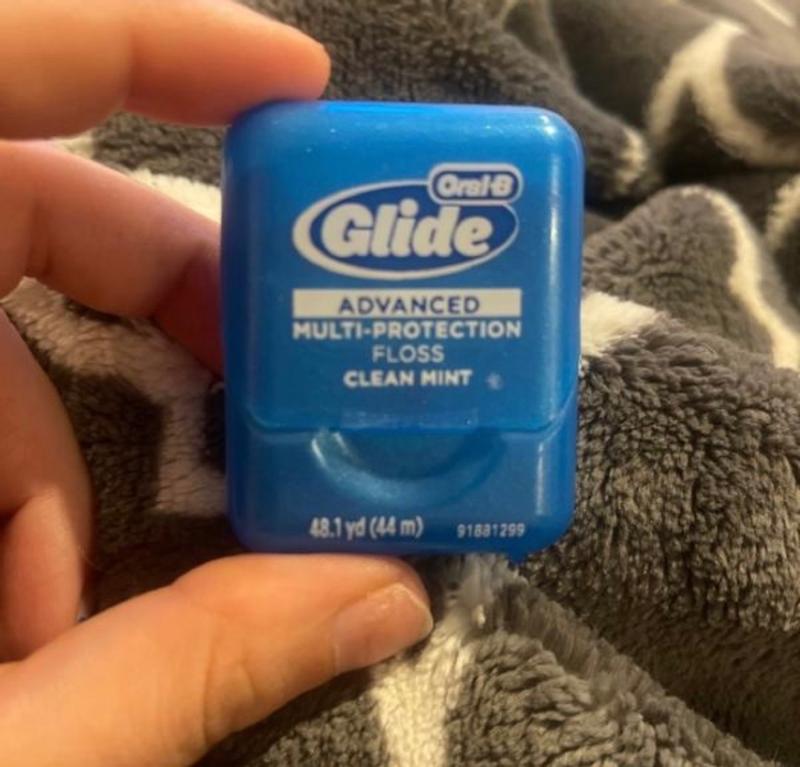 Oral-B
Glide
ADVANCED
MULTI-PROTECTION
FLOSS
CLEAN MINT
48.1 yd (44 m) 91881299